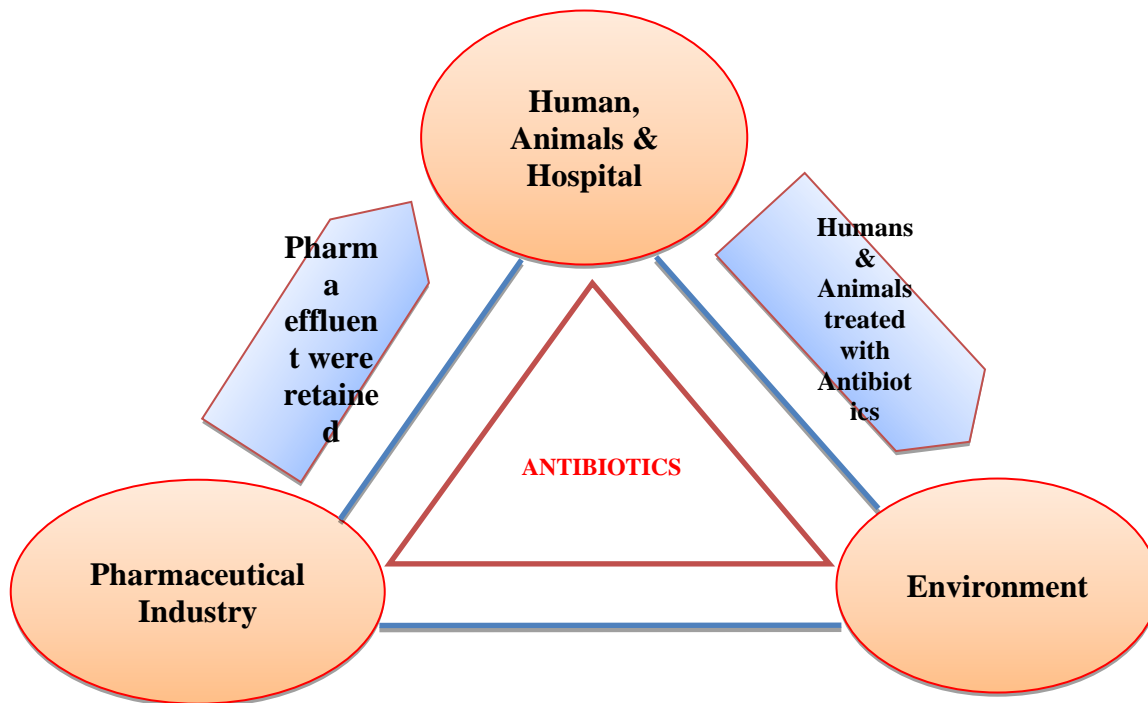 Human,
Animals &
Hospital
Pharm
a
effluen
t were
retaine
d
Humans
&
Animals
treated
with
Antibiot
ics
ANTIBIOTICS
Pharmaceutical
Industry
Environment